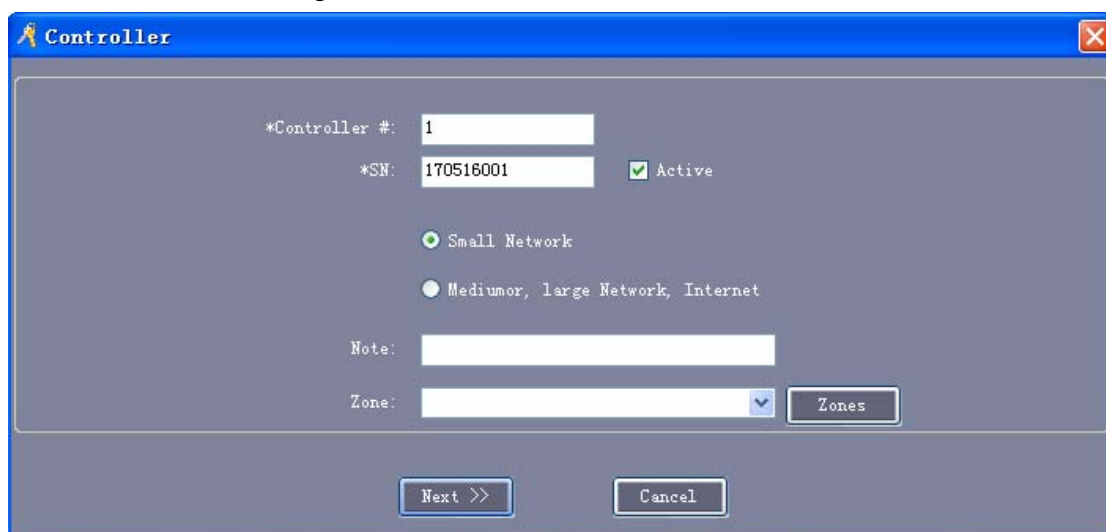 Controller
*Controller #: 1
*SN: 170516001 Active
Small Network
Mediumor, large Network, Internet
Note:
Zone: Zones
Next >> Cancel